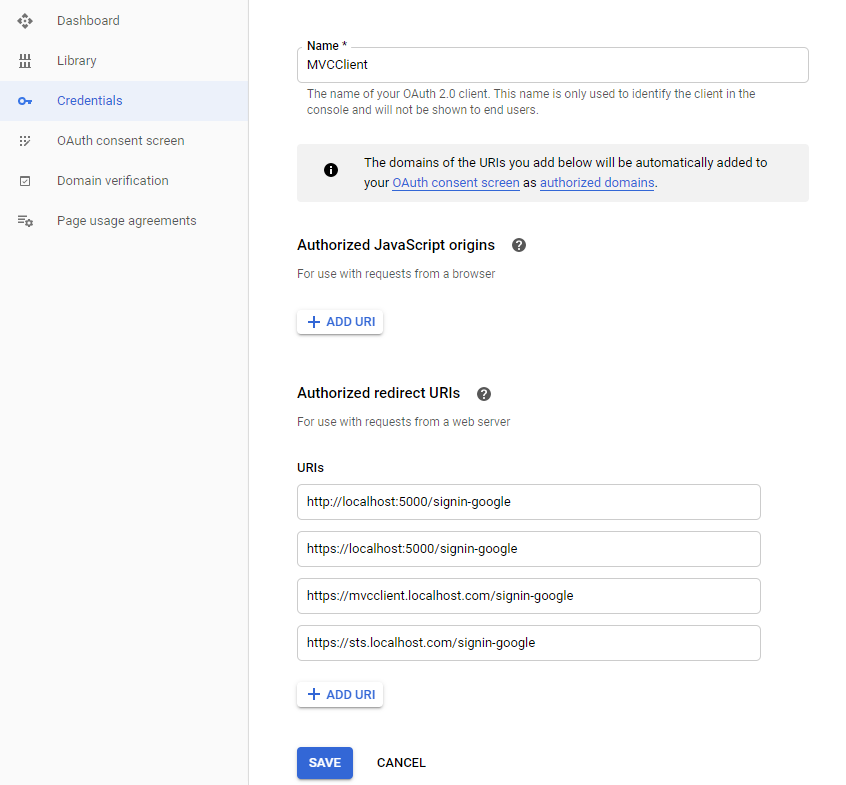 Dashboard
Library
Credentials
OAuth consent screen
Domain verification
Page usage agreements
Name *
MVCClient
The name of your OAuth 2.0 client. This name is only used to identify the client in the
console and will not be shown to end users.
The domains of the URIs you add below will be automatically added to
your OAuth consent screen as authorized domains.
Authorized JavaScript origins
For use with requests from a browser
ADD URI
Authorized redirect URIs
For use with requests from a web server
URIs
http://localhost:5000/signin-google
https://localhost:5000/signin-google
https://mvcclient.localhost.com/signin-google
https://sts.localhost.com/signin-google
ADD URI
SAVE CANCEL